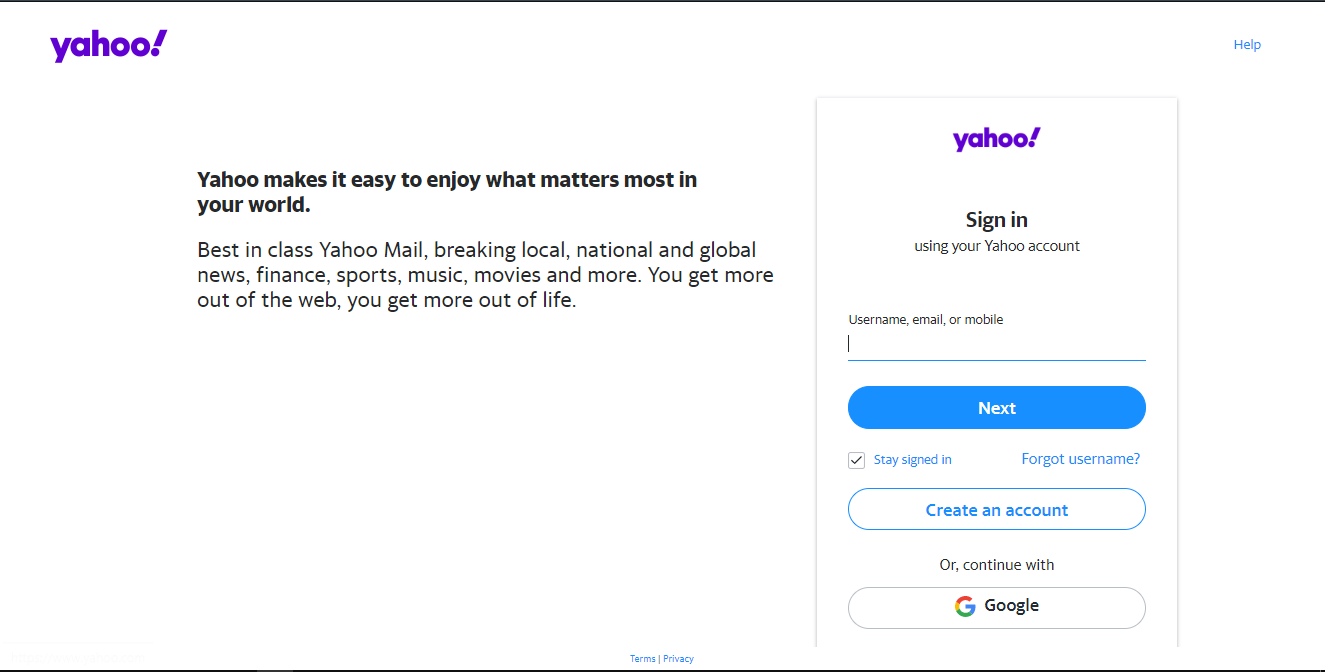 yahoo!
Help
yahoo!
Yahoo makes it easy to enjoy what matters most in
your world.
Best in class Yahoo Mail, breaking local, national and global
news, finance, sports, music, movies and more. You get more
out of the web, you get more out of life.
Sign in
using your Yahoo account
Username, email, or mobile
Next
Stay signed in
Forgot username?
Create an account
Or, continue with
Google
Terms | Privacy